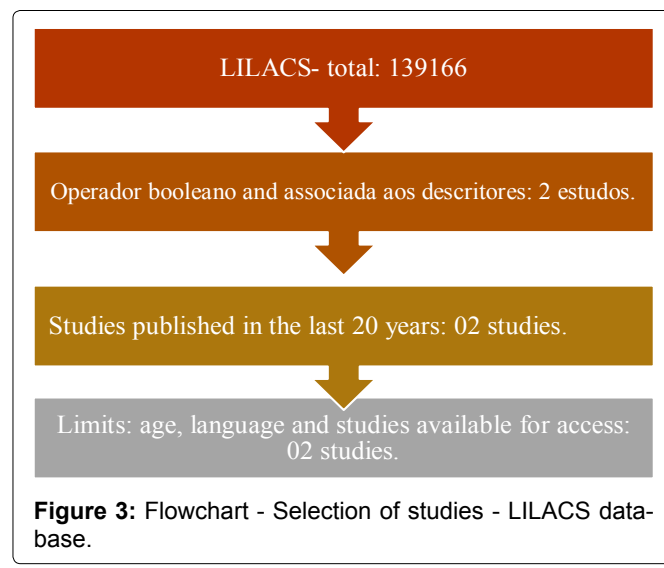 LILACS- total: 139166
Operador booleano and associada aos descritores: 2 estudos.
Studies published in the last 20 years: 02 studies.
Limits: age, language and studies available for access:
02 studies.
Figure 3: Flowchart - Selection of studies - LILACS data-
base.